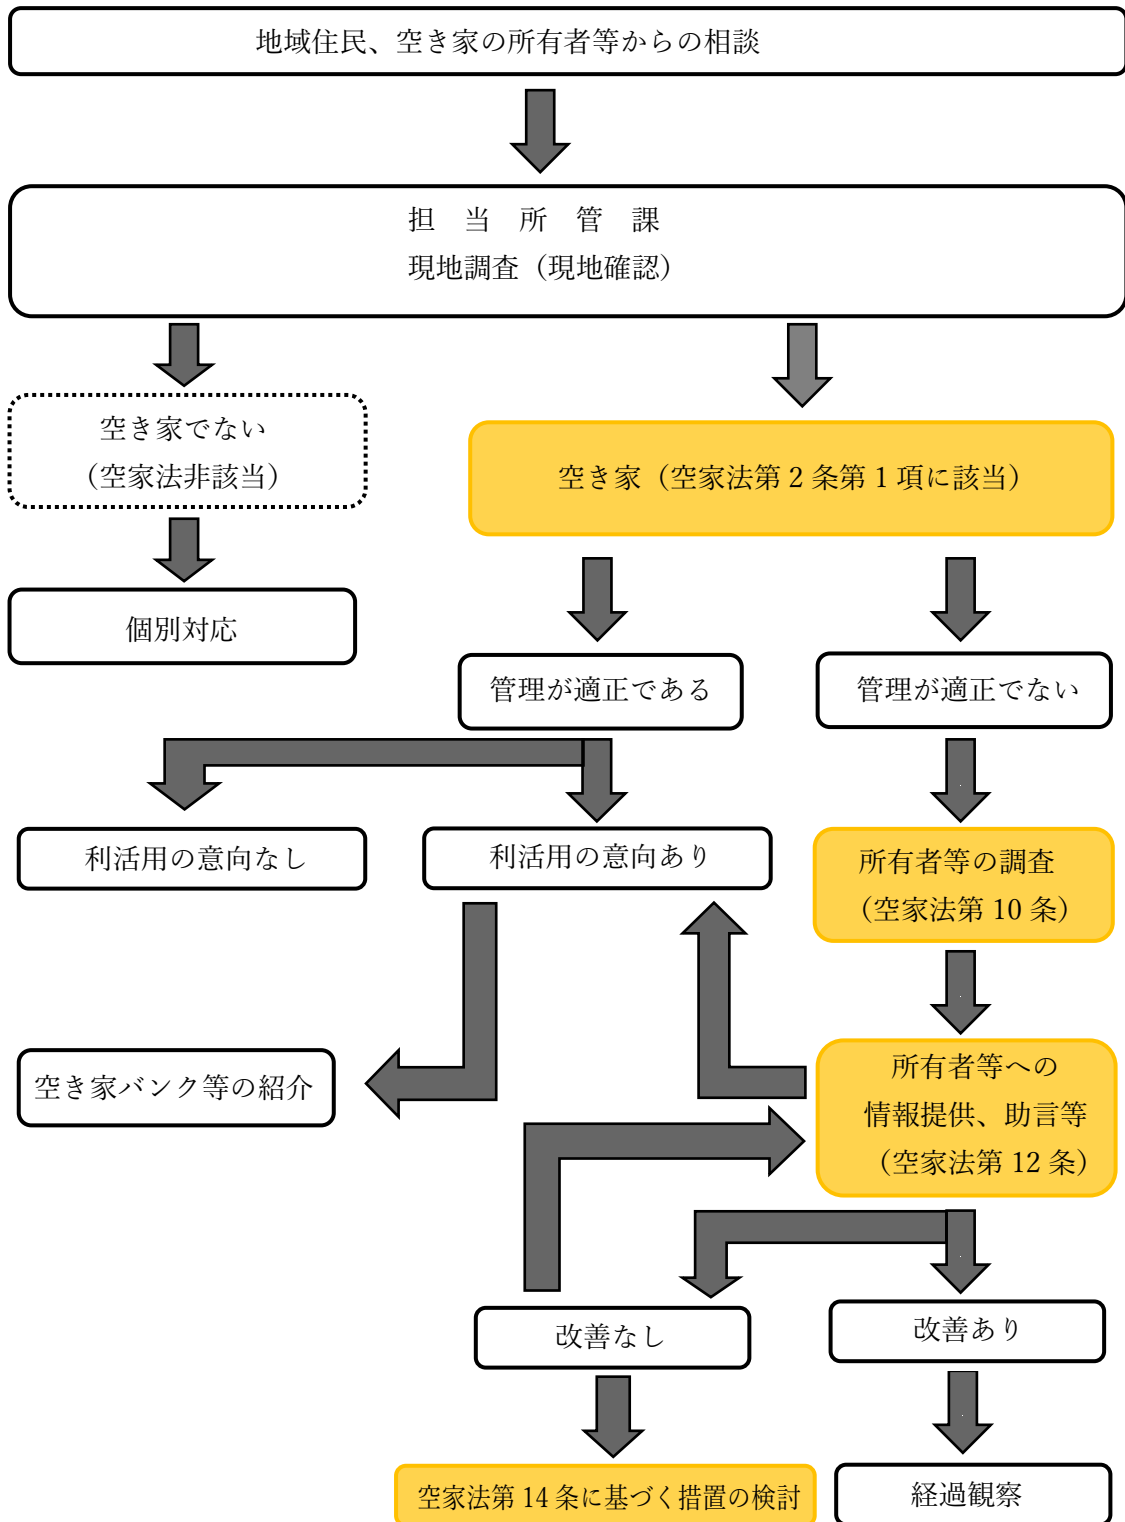 地域住民、空き家の所有者等からの相談
担　当　所　管　課
現地調査（現地確認）
空き家でない
（空家法非該当）
空き家（空家法第 2 条第 1 項に該当）
個別対応
管理が適正である
管理が適正でない
利活用の意向なし
利活用の意向あり
所有者等の調査
（空家法第 10 条）
空き家バンク等の紹介
所有者等への
情報提供、助言等
（空家法第 12 条）
改善なし
改善あり
空家法第 14 条に基づく措置の検討
経過観察